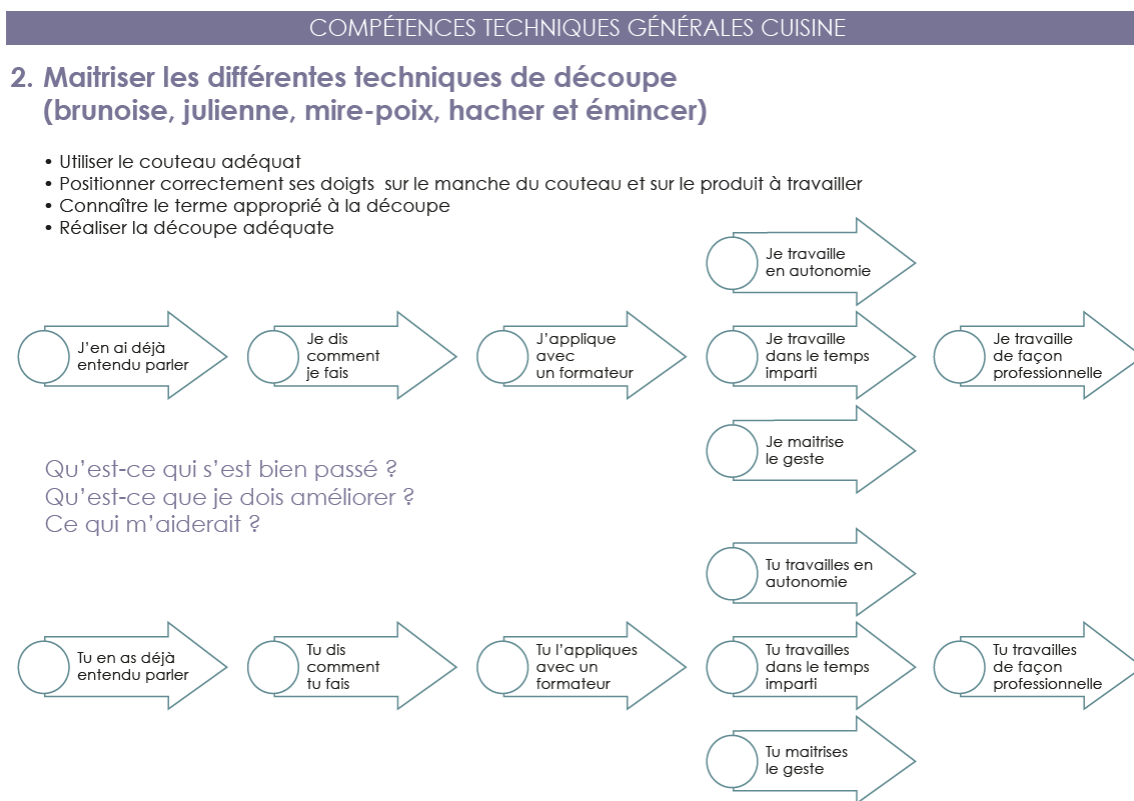 COMPÉTENCES TECHNIQUES GÉNÉRALES CUISINE
2. Maitriser les différentes techniques de découpe
(brunoise, julienne, mire-poix, hacher et émincer)
• Utiliser le couteau adéquat
• Positionner correctement ses doigts sur le manche du couteau et sur le produit à travailler
• Connaître le terme approprié à la découpe
• Réaliser la découpe adéquate
J'en ai déjà
entendu parler
Je dis
comment
je fais
J'applique
avec
un formateur
Je travaille
en autonomie
Je travaille
dans le temps
imparti
Je maitrise
le geste
Je travaille
de façon
professionnelle
Qu'est-ce qui s'est bien passé ?
Qu'est-ce que je dois améliorer ?
Ce qui m'aiderait ?
Tu en as déjà
entendu parler
Tu dis
comment
tu fais
Tu l'appliques
avec un
formateur
Tu travailles en
autonomie
Tu travailles
dans le temps
imparti
Tu maitrises
le geste
Tu travailles
de façon
professionnelle